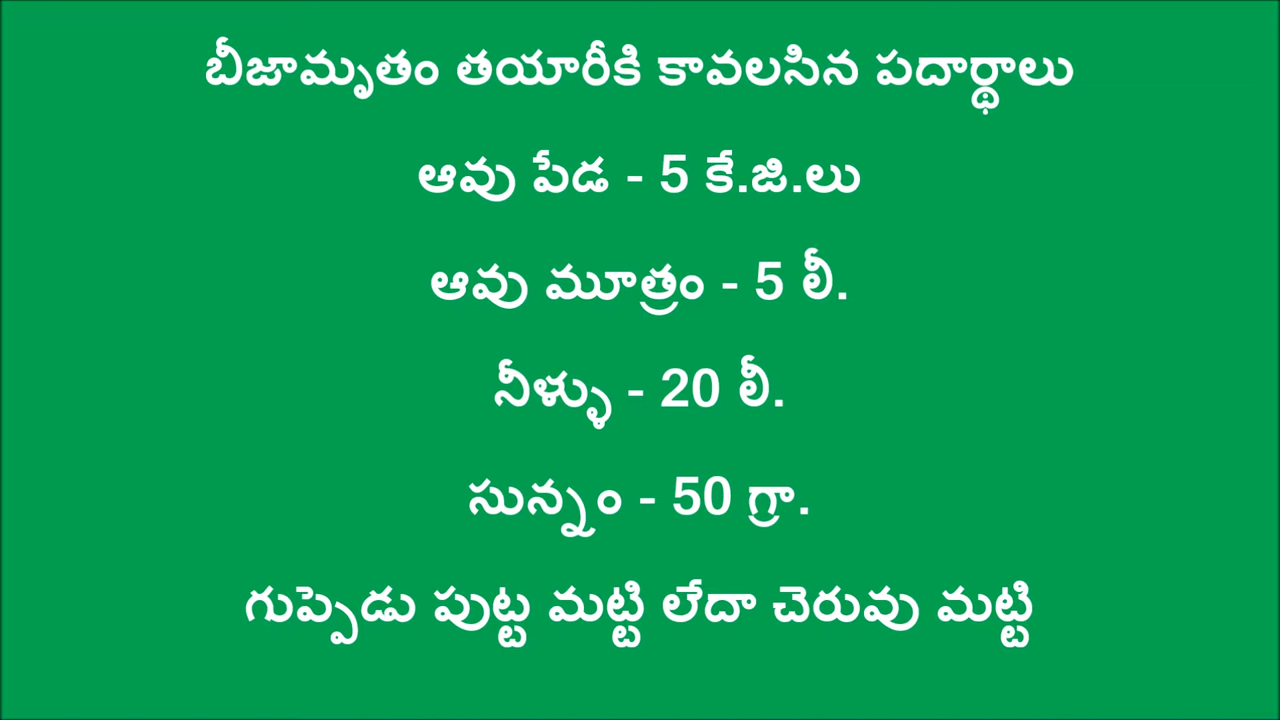 బీజామృతం తయారీకి కావలసిన పదార్థాలు
ఆవు పేడ - 5 కే.జి.లు
ఆవు మూత్రం - 5 లీ.
నీళ్ళు - 20 లీ.
సున్నం - 50 గ్రా.
గుప్పెడు పుట్ట మట్టి లేదా చెరువు మట్టి